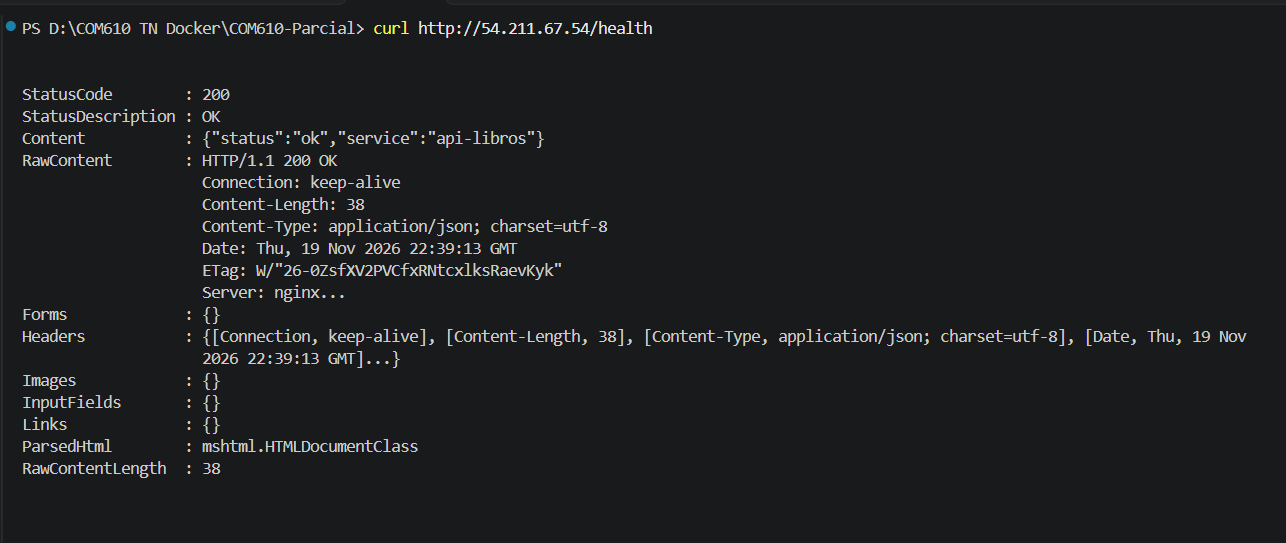 PS D:\COM610 TN Docker\COM610-Parcial> curl http://54.211.67.54/health
StatusCode        : 200
StatusDescription : OK
Content           : {"status":"ok","service":"api-libros"}
RawContent        : HTTP/1.1 200 OK
                    Connection: keep-alive
                    Content-Length: 38
                    Content-Type: application/json; charset=utf-8
                    Date: Thu, 19 Nov 2026 22:39:13 GMT
                    ETag: W/"26-0ZsfXV2PVCfxRNtcxlksRaevKyk"
                    Server: nginx...
Forms             : {}
Headers           : {[Connection, keep-alive], [Content-Length, 38], [Content-Type, application/json; charset=utf-8], [Date, Thu, 19 Nov
                    2026 22:39:13 GMT]...}
Images            : {}
InputFields       : {}
Links             : {}
ParsedHtml        : mshtml.HTMLDocumentClass
RawContentLength  : 38